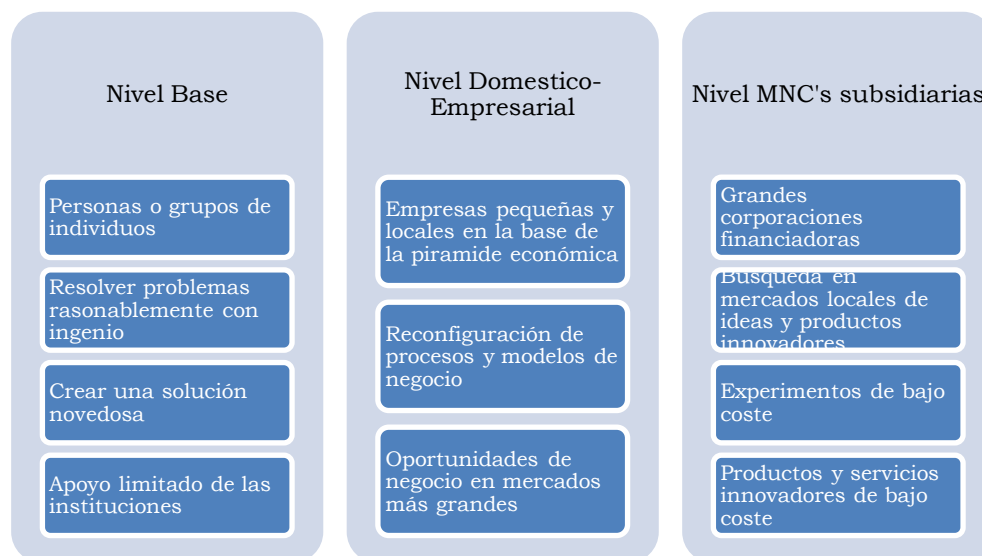 Nivel Base
Personas o grupos de
individuos
Resolver problemas
rasonablemente con
ingenio
Crear una solución
novedosa
Apoyo limitado de las
instituciones
Nivel Domestico-
Empresarial
Empresas pequeñas y
locales en la base de
la piramide económica
Reconfiguración de
procesos y modelos de
negocio
Oportunidades de
negocio en mercados
más grandes
Nivel MNC's subsidiarias
Grandes
corporaciones
financiadoras
Búsqueda en
mercados locales de
ideas y productos
innovadores
Experimentos de bajo
coste
Productos y servicios
innovadores de bajo
coste